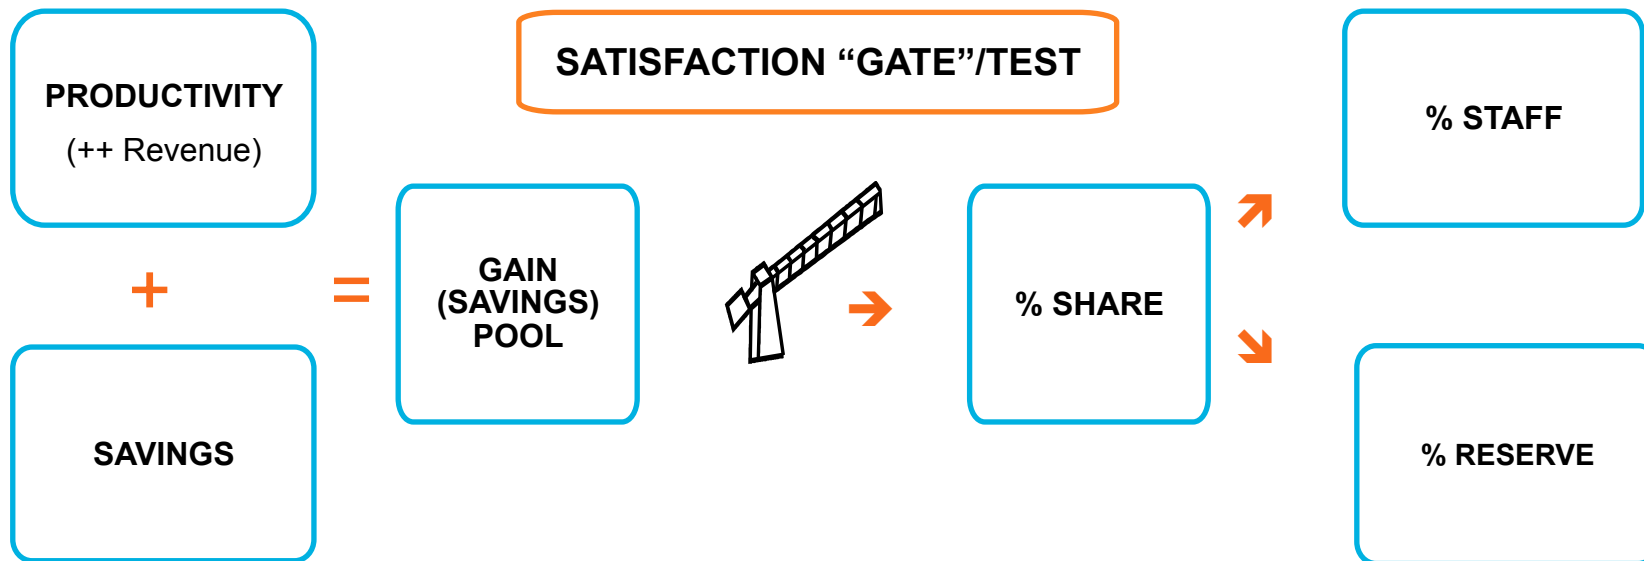 PRODUCTIVITY
(++ Revenue)
+
SAVINGS
=
GAIN
(SAVINGS)
POOL
SATISFACTION “GATE”/TEST
% SHARE
% STAFF
% RESERVE